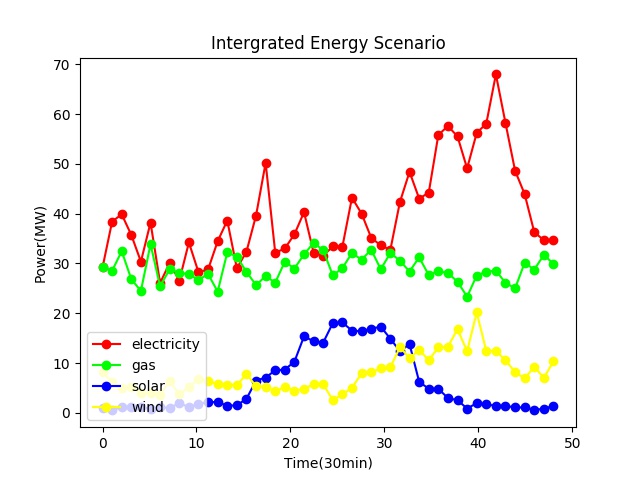 Intergrated Energy Scenario
70
60
50
40
30
20
10
0
Power(MW)
electricity
gas
solar
wind
0 10 20 30 40 50
Time(30min)